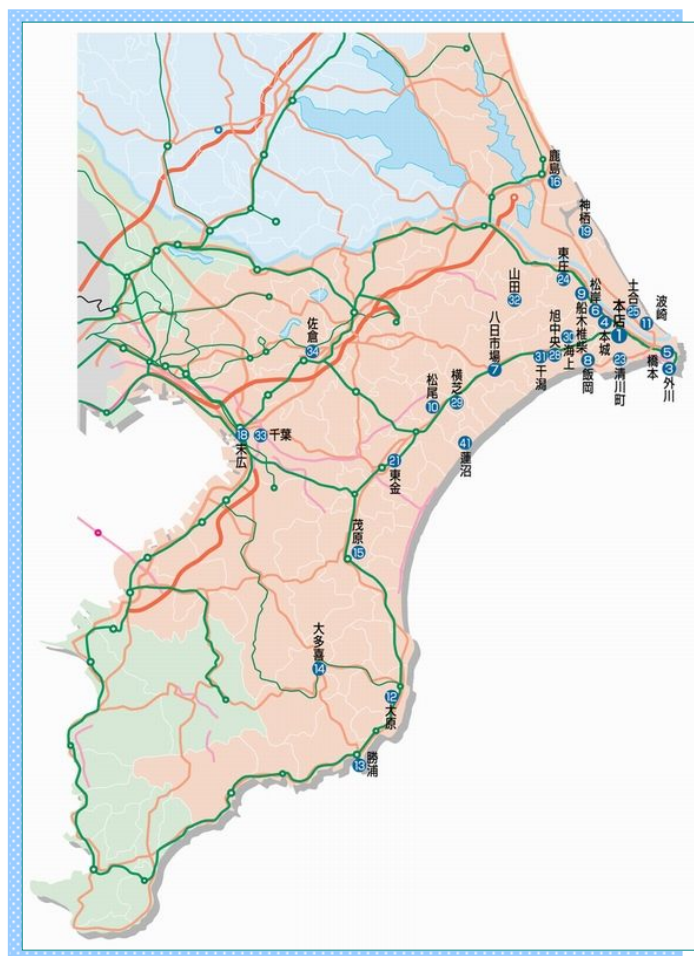 鹿島
16
神栖
19
東庄
24
山田
32
9
船木椎柴
松岸
6
4
本城
本店
1
土合
25
波崎
11
佐倉
34
八日市場
7
旭中央
28
31
干潟
30
海上
8
飯岡
23
清川町
5
橋本
3
外川
松尾
10
横芝
29
18
末広
33
千葉
41
蓮沼
21
東金
茂原
15
大多喜
14
12
大原
13
勝浦